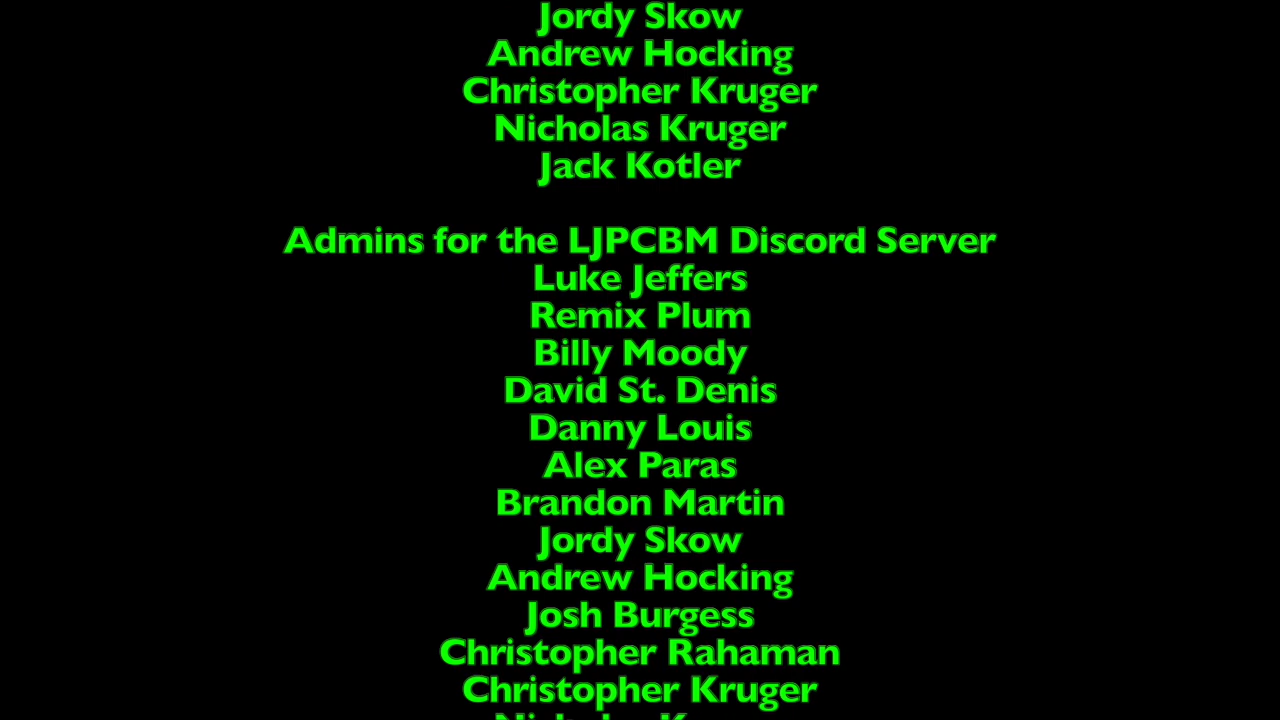 Jordy Skow
Andrew Hocking
Christopher Kruger
Nicholas Kruger
Jack Kotler
Admins for the LJPCBM Discord Server
Luke Jeffers
Remix Plum
Billy Moody
David St. Denis
Danny Louis
Alex Paras
Brandon Martin
Jordy Skow
Andrew Hocking
Josh Burgess
Christopher Rahaman
Christopher Kruger